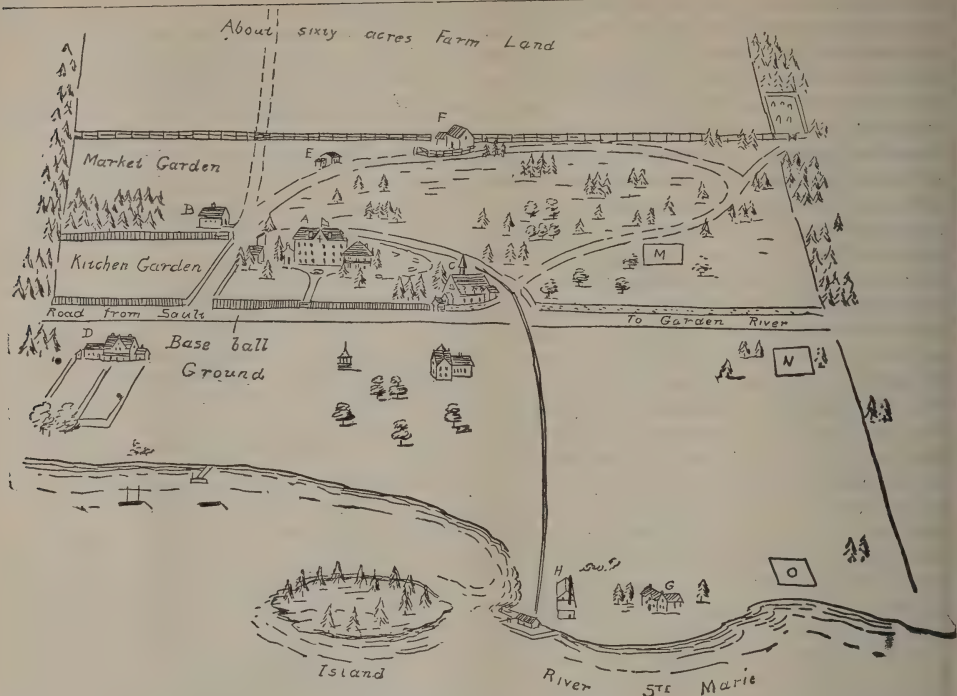 About sixty acres Farm Land
F
Market Garden
E
B
A
Kitchen Garden
C
M
Road from Sault
To Garden River
D
Base ball
Ground
N
O
H
G
Island
River Ste Marie